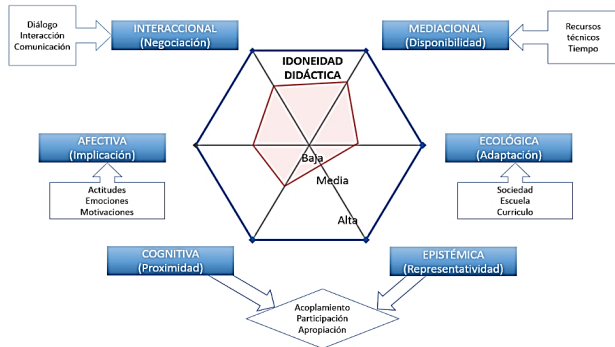 Diálogo
Interacción
Comunicación
INTERACCIONAL
(Negociación)
MEDIACIONAL
(Disponibilidad)
Recursos
técnicos
Tiempo
IDONEIDAD
DIDÁCTICA
AFECTIVA
(Implicación)
Actitudes
Emociones
Motivaciones
Baja
Media
Alta
ECOLÓGICA
(Adaptación)
Sociedad
Escuela
Curriculo
COGNITIVA
(Proximidad)
EPISTÉMICA
(Representatividad)
Acoplamiento
Participación
Apropiación